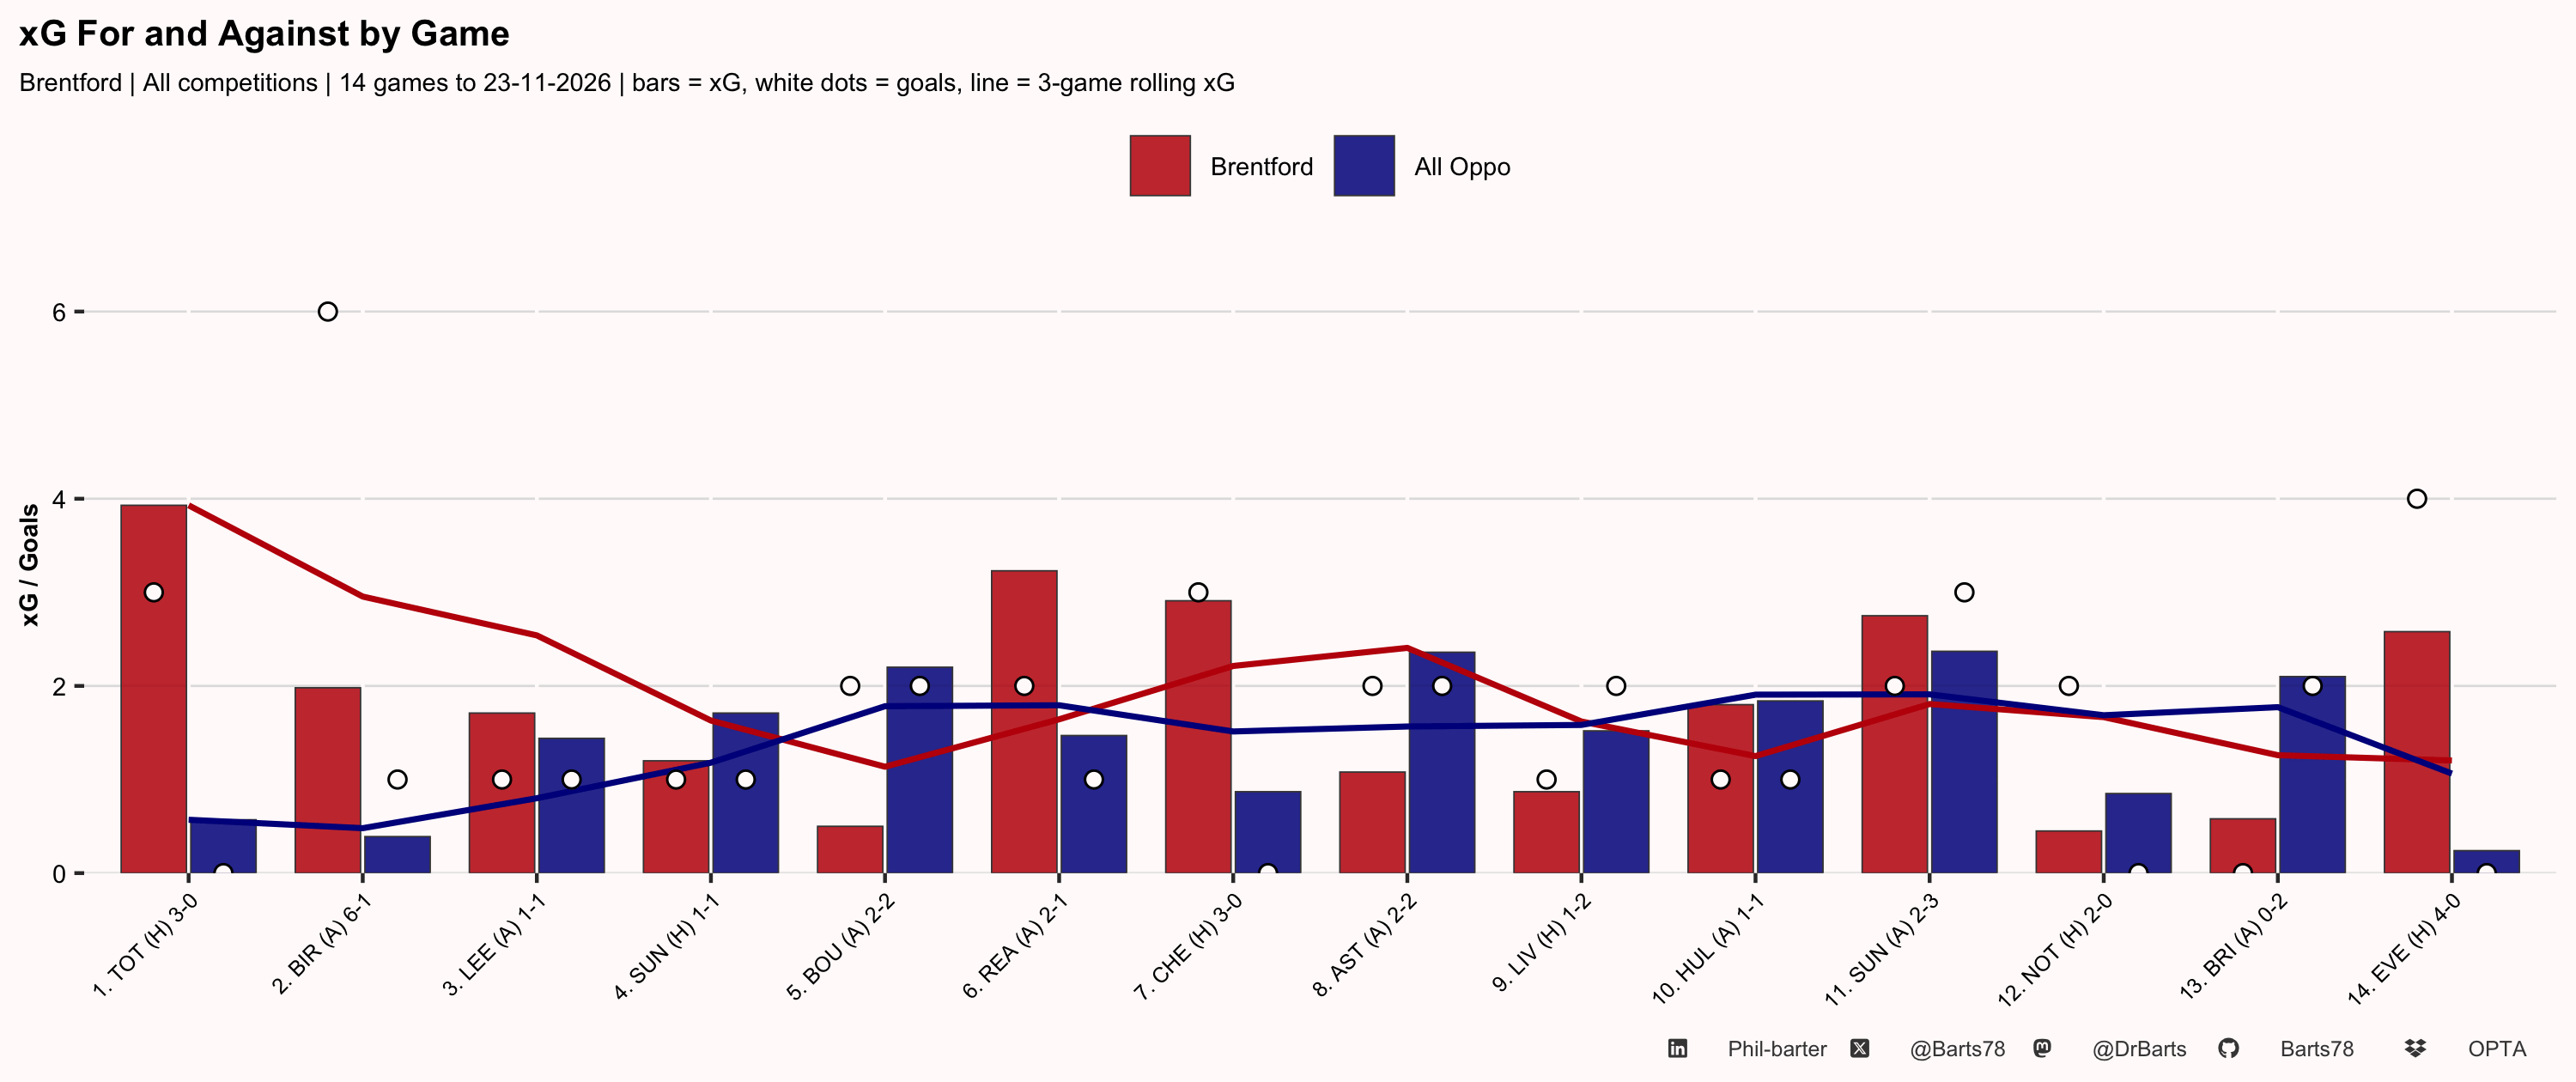 xG For and Against by Game
Brentford | All competitions | 14 games to 23-11-2026 | bars = xG, white dots = goals, line = 3-game rolling xG
Brentford All Oppo
xG / Goals
6
4
2
0
1. TOT (H) 3-0
2. BIR (A) 6-1
3. LEE (A) 1-1
4. SUN (H) 1-1
5. BOU (A) 2-2
6. REA (A) 2-1
7. CHE (H) 3-0
8. AST (A) 2-2
9. LIV (H) 1-2
10. HUL (A) 1-1
11. SUN (A) 2-3
12. NOT (H) 2-0
13. BRI (A) 0-2
14. EVE (H) 4-0
Phil-barter @Barts78 @DrBarts Barts78 OPTA